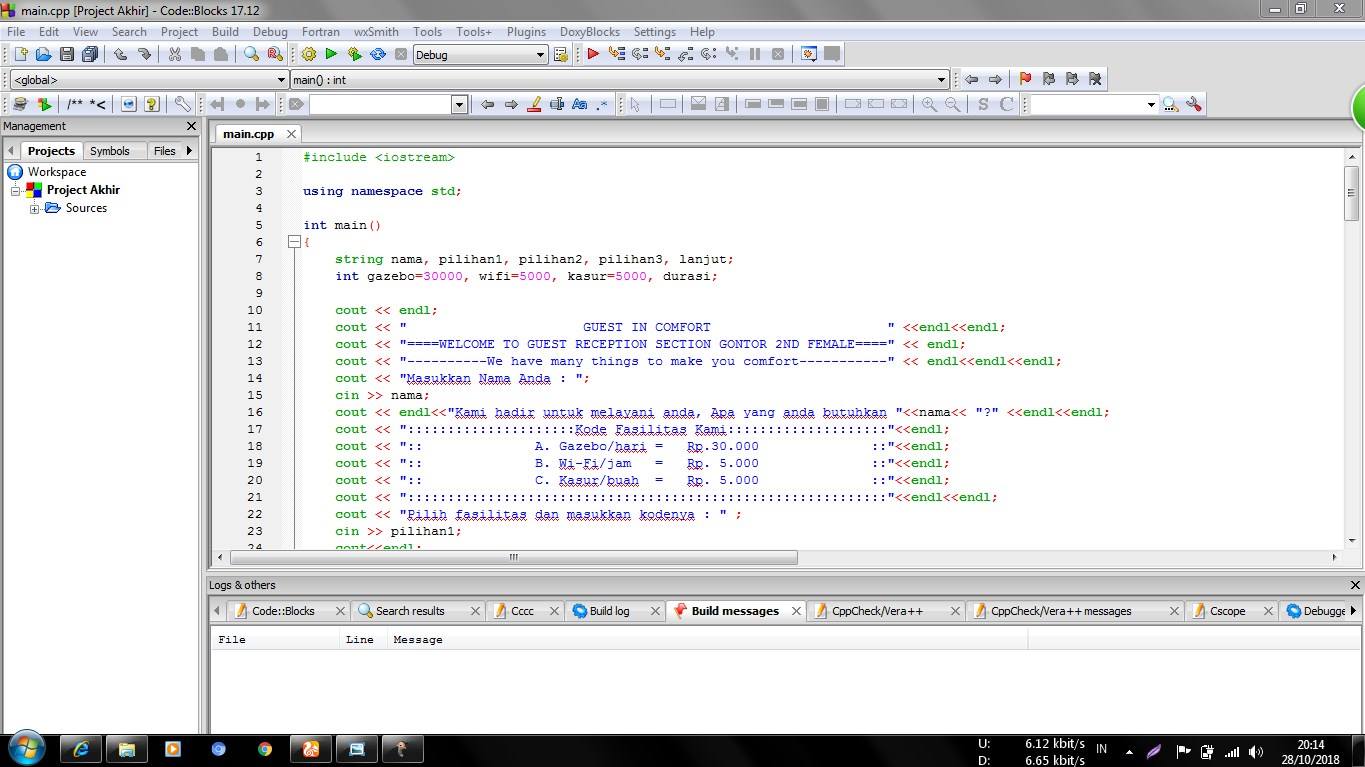 main.cpp [Project Akhir] - Code::Blocks 17.12
File Edit View Search Project Build Debug Fortran wxSmith Tools Tools+ Plugins DoxyBlocks Settings Help
Debug
<global> main() : int
/** *<
S C
Management
Projects Symbols Files
Workspace
Project Akhir
Sources
main.cpp
1 #include <iostream>
2
3 using namespace std;
4
5 int main()
6 {
7 string nama, pilihan1, pilihan2, pilihan3, lanjut;
8 int gazebo=30000, wifi=5000, kasur=5000, durasi;
9
10 cout << endl;
11 cout << "                      GUEST IN COMFORT                      " <<endl<<endl;
12 cout << "====WELCOME TO GUEST RECEPTION SECTION GONTOR 2ND FEMALE====" << endl;
13 cout << "----------We have many things to make you comfort-----------" << endl<<endl<<endl;
14 cout << "Masukkan Nama Anda : ";
15 cin >> nama;
16 cout << endl<<"Kami hadir untuk melayani anda, Apa yang anda butuhkan "<<nama<< "?" <<endl<<endl;
17 cout << ":::::::::::::::::::::Kode Fasilitas Kami::::::::::::::::::::"<<endl;
18 cout << "::              A. Gazebo/hari =   Rp.30.000              ::"<<endl;
19 cout << "::              B. Wi-Fi/jam   =   Rp. 5.000              ::"<<endl;
20 cout << "::              C. Kasur/buah  =   Rp. 5.000              ::"<<endl;
21 cout << "::::::::::::::::::::::::::::::::::::::::::::::::::::::::::::"<<endl<<endl;
22 cout << "Pilih fasilitas dan masukkan kodenya : " ;
23 cin >> pilihan1;
24 cout<<endl;
Logs & others
Code::Blocks Search results Cccc Build log Build messages CppCheck/Vera++ CppCheck/Vera++ messages Cscope Debugge
File Line Message
U: 6.12 kbit/s
D: 6.65 kbit/s
IN
20:14
28/10/2018